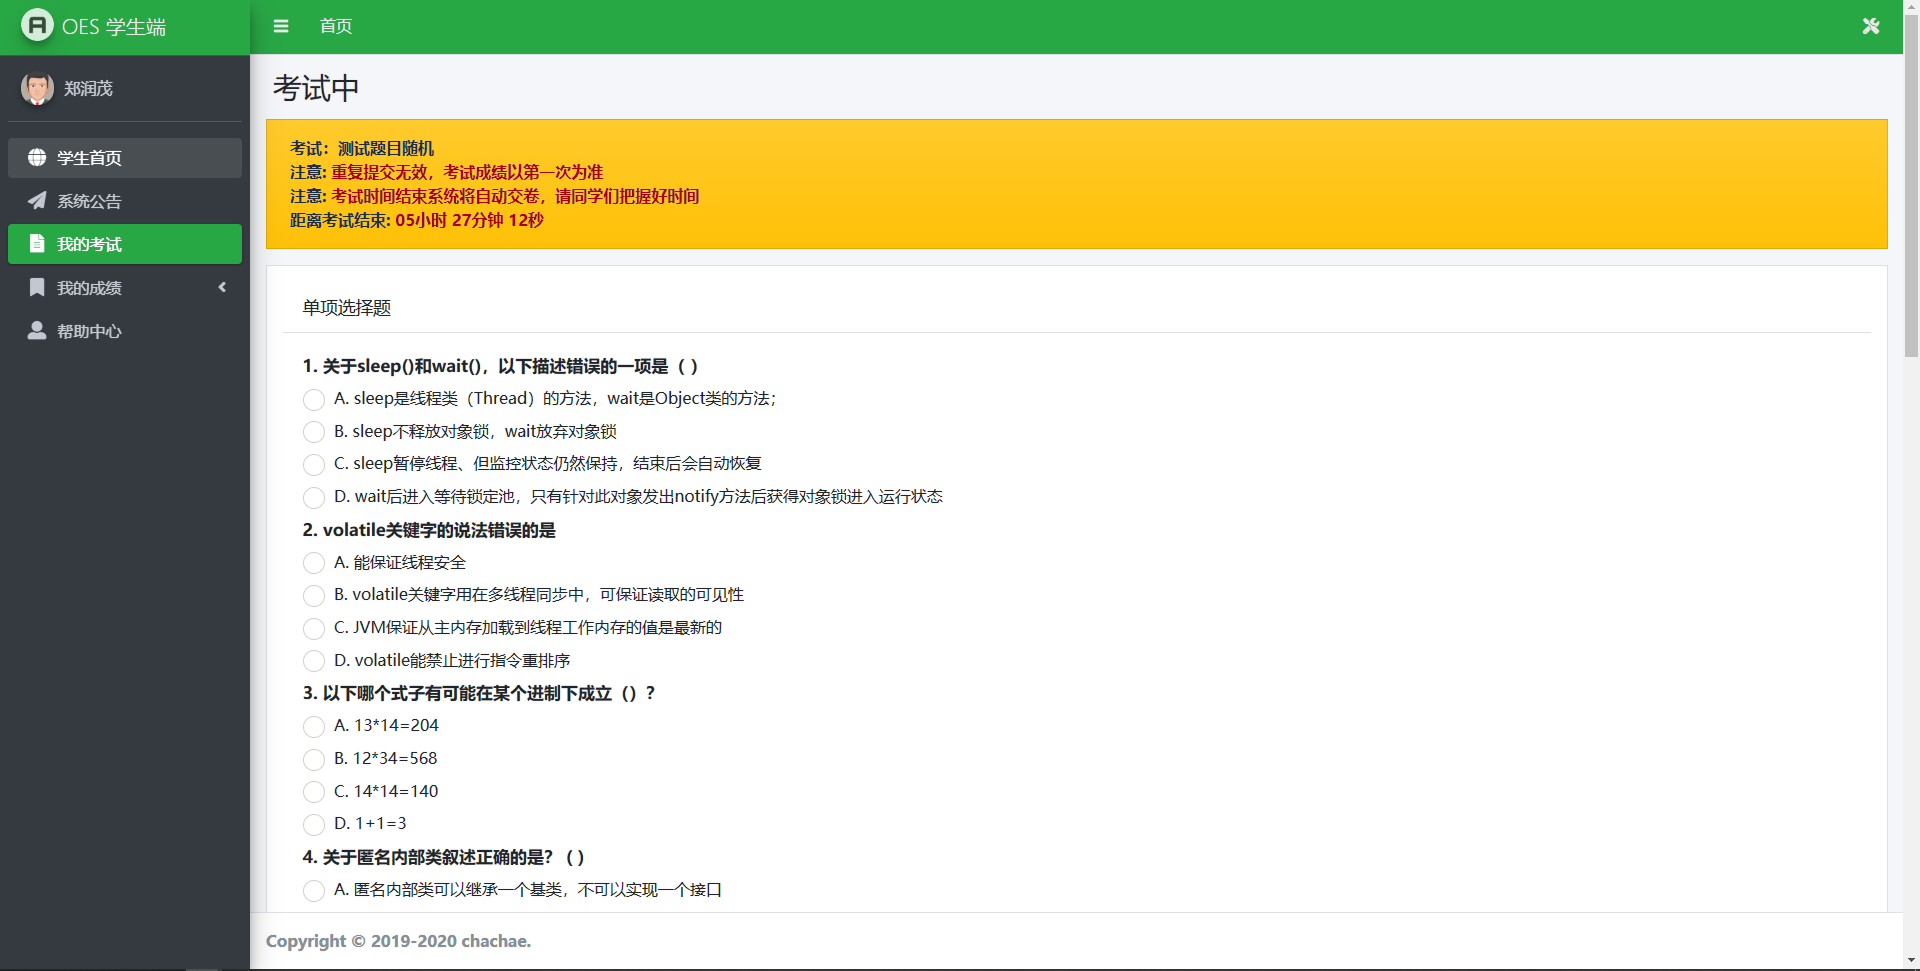 OES 学生端
首页
郑润茂
学生首页
系统公告
我的考试
我的成绩
帮助中心
考试中
考试：测试题目随机
注意: 重复提交无效，考试成绩以第一次为准
注意: 考试时间结束系统将自动交卷，请同学们把握好时间
距离考试结束: 05小时 27分钟 12秒
单项选择题
1. 关于sleep()和wait()，以下描述错误的一项是（ ）
A. sleep是线程类（Thread）的方法，wait是Object类的方法；
B. sleep不释放对象锁，wait放弃对象锁
C. sleep暂停线程、但监控状态仍然保持，结束后会自动恢复
D. wait后进入等待锁定池，只有针对此对象发出notify方法后获得对象锁进入运行状态
2. volatile关键字的说法错误的是
A. 能保证线程安全
B. volatile关键字用在多线程同步中，可保证读取的可见性
C. JVM保证从主内存加载到线程工作内存的值是最新的
D. volatile能禁止进行指令重排序
3. 以下哪个式子有可能在某个进制下成立（）？
A. 13*14=204
B. 12*34=568
C. 14*14=140
D. 1+1=3
4. 关于匿名内部类叙述正确的是？（ ）
A. 匿名内部类可以继承一个基类，不可以实现一个接口
Copyright © 2019-2020 chachae.